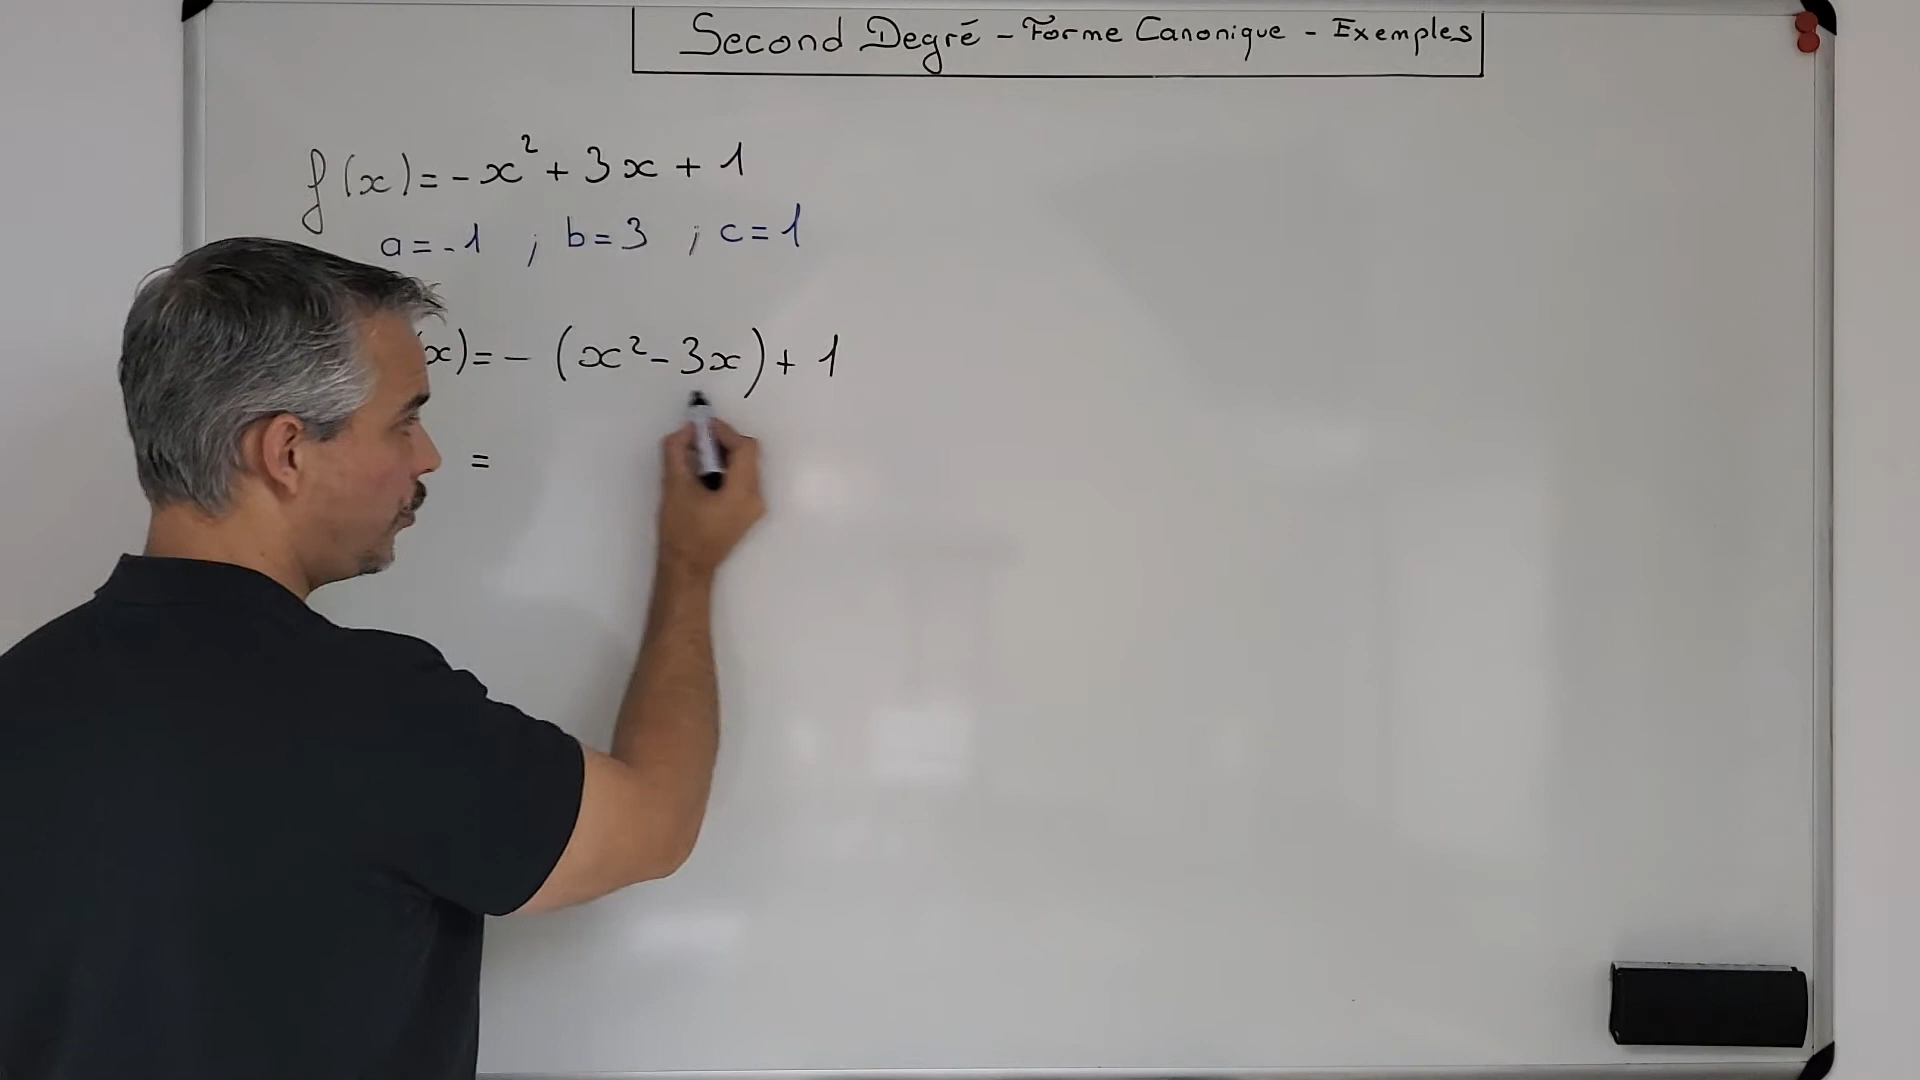 Second Degré - Forme Canonique - Exemples
f(x) = -x² + 3x + 1
a = -1 ; b = 3 ; c = 1
(x) = - (x² - 3x) + 1
=